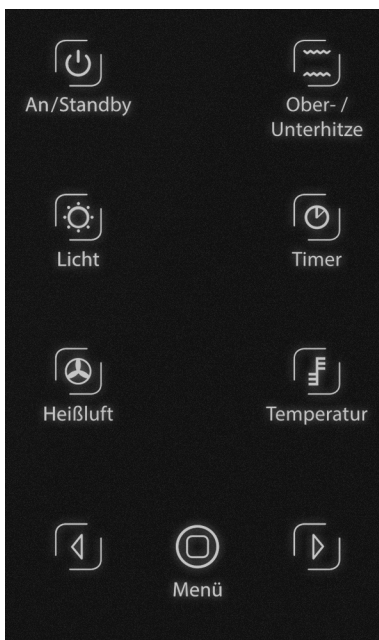 An/Standby
Ober- /
Unterhitze
Licht
Timer
Heißluft
Temperatur
Menü